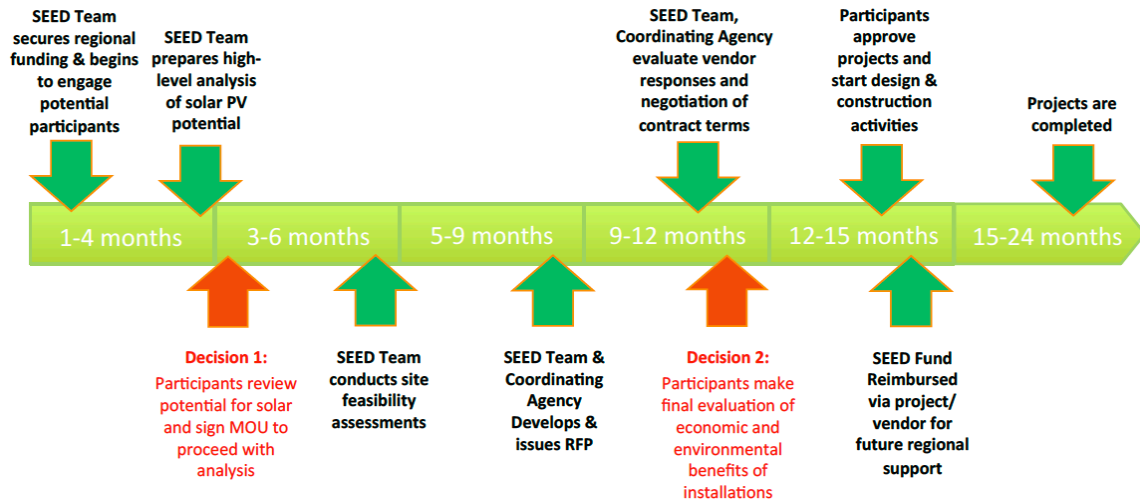 SEED Team
secures regional
funding & begins
to engage
potential
participants
SEED Team
prepares high-
level analysis
of solar PV
potential
SEED Team,
Coordinating Agency
evaluate vendor
responses and
negotiation of
contract terms
Participants
approve
projects and
start design &
construction
activities
Projects are
completed
1-4 months
3-6 months
5-9 months
9-12 months
12-15 months
15-24 months
Decision 1:
Participants review
potential for solar
and sign MOU to
proceed with
analysis
SEED Team
conducts site
feasibility
assessments
SEED Team &
Coordinating
Agency
Develops &
issues RFP
Decision 2:
Participants make
final evaluation of
economic and
environmental
benefits of
installations
SEED Fund
Reimbursed
via project/
vendor for
future regional
support